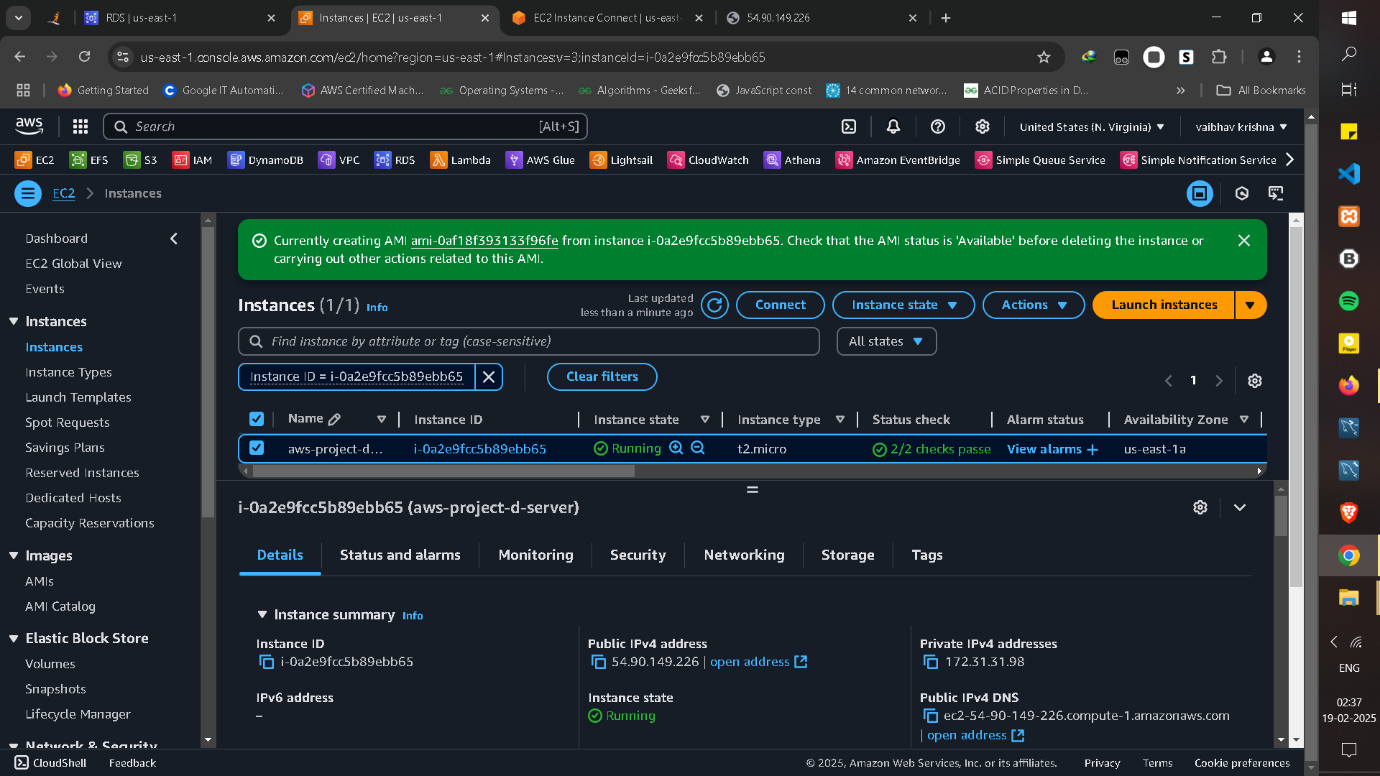 RDS | us-east-1
Instances | EC2 | us-east-1
EC2 Instance Connect | us-east-
54.90.149.226
us-east-1.console.aws.amazon.com/ec2/home?region=us-east-1#Instances:v=3;instanceId=i-0a2e9fcc5b89ebb65
Getting Started
Google IT Automati...
AWS Certified Mach...
Operating Systems -...
Algorithms - Geeksf...
JavaScript const
14 common networ...
ACID Properties in D...
All Bookmarks
aws
Search
[Alt+S]
United States (N. Virginia)
vaibhav krishna
EC2
EFS
S3
IAM
DynamoDB
VPC
RDS
Lambda
AWS Glue
Lightsail
CloudWatch
Athena
Amazon EventBridge
Simple Queue Service
Simple Notification Service
EC2
Instances
Dashboard
EC2 Global View
Events
Instances
Instances
Instance Types
Launch Templates
Spot Requests
Savings Plans
Reserved Instances
Dedicated Hosts
Capacity Reservations
Images
AMIs
AMI Catalog
Elastic Block Store
Volumes
Snapshots
Lifecycle Manager
Network & Security
Currently creating AMI ami-0af18f393133f96fe from instance i-0a2e9fcc5b89ebb65. Check that the AMI status is 'Available' before deleting the instance or
carrying out other actions related to this AMI.
Instances (1/1) Info
Last updated
less than a minute ago
Connect
Instance state
Actions
Launch instances
Find instance by attribute or tag (case-sensitive)
All states
Instance ID = i-0a2e9fcc5b89ebb65
Clear filters
1
Name
Instance ID
Instance state
Instance type
Status check
Alarm status
Availability Zone
aws-project-d...
i-0a2e9fcc5b89ebb65
Running
t2.micro
2/2 checks passe
View alarms +
us-east-1a
i-0a2e9fcc5b89ebb65 (aws-project-d-server)
Details
Status and alarms
Monitoring
Security
Networking
Storage
Tags
Instance summary Info
Instance ID
i-0a2e9fcc5b89ebb65
Public IPv4 address
54.90.149.226 | open address
Private IPv4 addresses
172.31.31.98
IPv6 address
–
Instance state
Running
Public IPv4 DNS
ec2-54-90-149-226.compute-1.amazonaws.com
| open address
CloudShell
Feedback
© 2025, Amazon Web Services, Inc. or its affiliates.
Privacy
Terms
Cookie preferences
ENG
02:37
19-02-2025